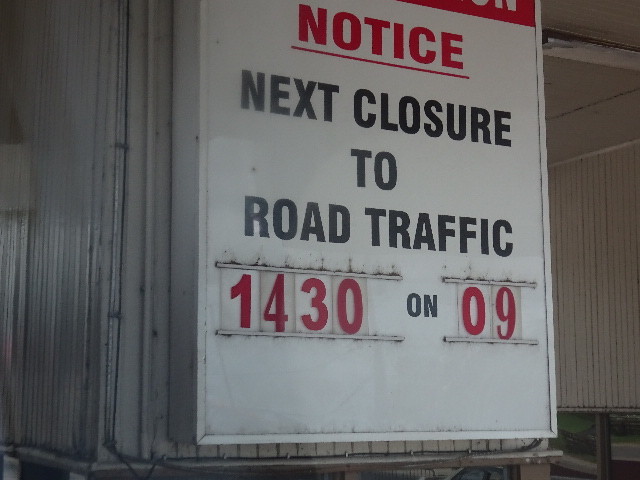 NOTICE
NEXT CLOSURE
TO
ROAD TRAFFIC
1430 ON 09